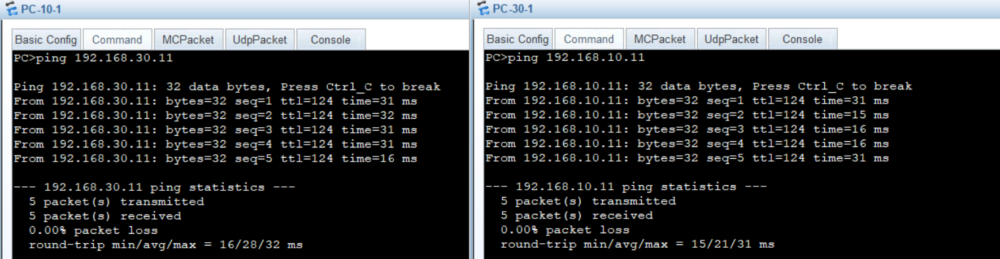 PC-10-1
Basic Config Command MCPacket UdpPacket Console
PC>ping 192.168.30.11
Ping 192.168.30.11: 32 data bytes, Press Ctrl_C to break
From 192.168.30.11: bytes=32 seq=1 ttl=124 time=31 ms
From 192.168.30.11: bytes=32 seq=2 ttl=124 time=32 ms
From 192.168.30.11: bytes=32 seq=3 ttl=124 time=31 ms
From 192.168.30.11: bytes=32 seq=4 ttl=124 time=31 ms
From 192.168.30.11: bytes=32 seq=5 ttl=124 time=16 ms
--- 192.168.30.11 ping statistics ---
5 packet(s) transmitted
5 packet(s) received
0.00% packet loss
round-trip min/avg/max = 16/28/32 ms
PC-30-1
Basic Config Command MCPacket UdpPacket Console
PC>ping 192.168.10.11
Ping 192.168.10.11: 32 data bytes, Press Ctrl_C to break
From 192.168.10.11: bytes=32 seq=1 ttl=124 time=31 ms
From 192.168.10.11: bytes=32 seq=2 ttl=124 time=15 ms
From 192.168.10.11: bytes=32 seq=3 ttl=124 time=16 ms
From 192.168.10.11: bytes=32 seq=4 ttl=124 time=16 ms
From 192.168.10.11: bytes=32 seq=5 ttl=124 time=31 ms
--- 192.168.10.11 ping statistics ---
5 packet(s) transmitted
5 packet(s) received
0.00% packet loss
round-trip min/avg/max = 15/21/31 ms